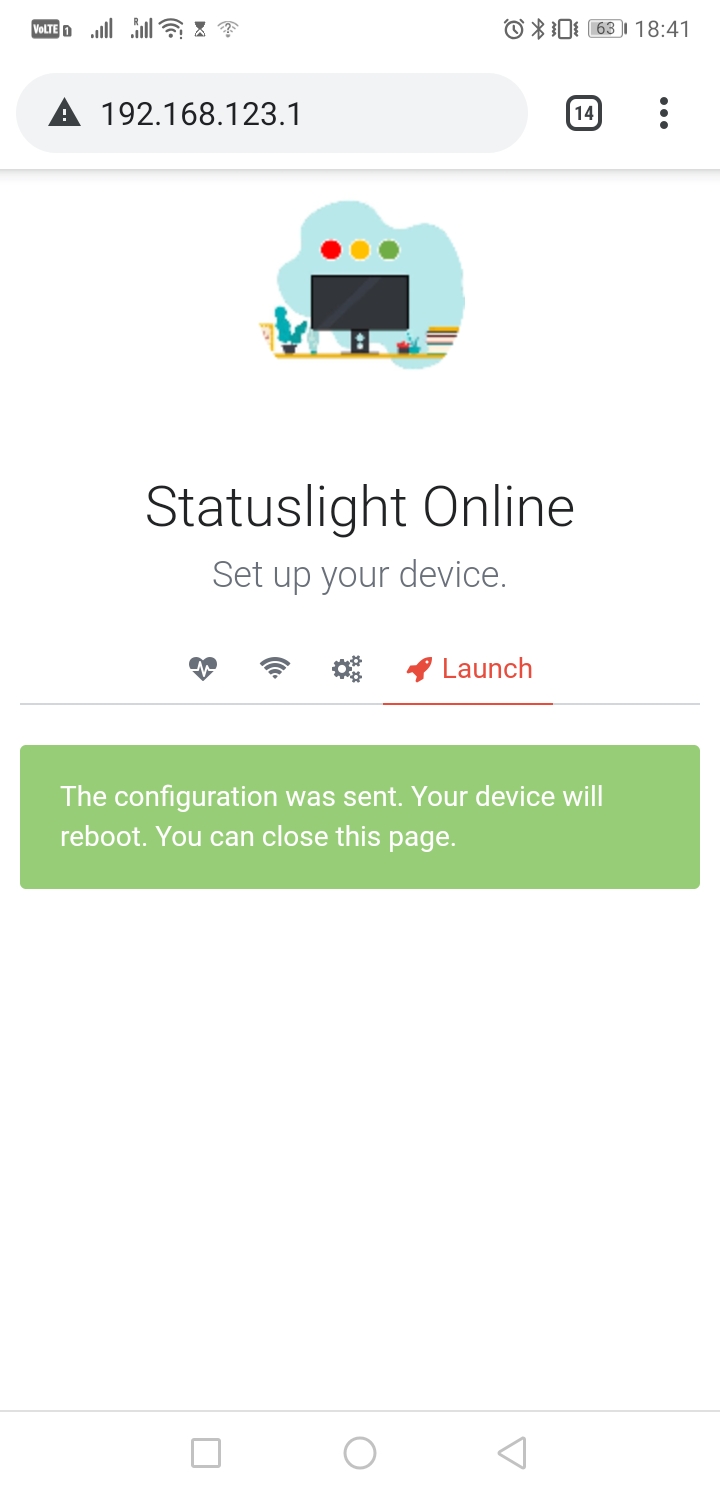 VoLTE 1 R 63 18:41
192.168.123.1 14
Statuslight Online
Set up your device.
Launch
The configuration was sent. Your device will
reboot. You can close this page.